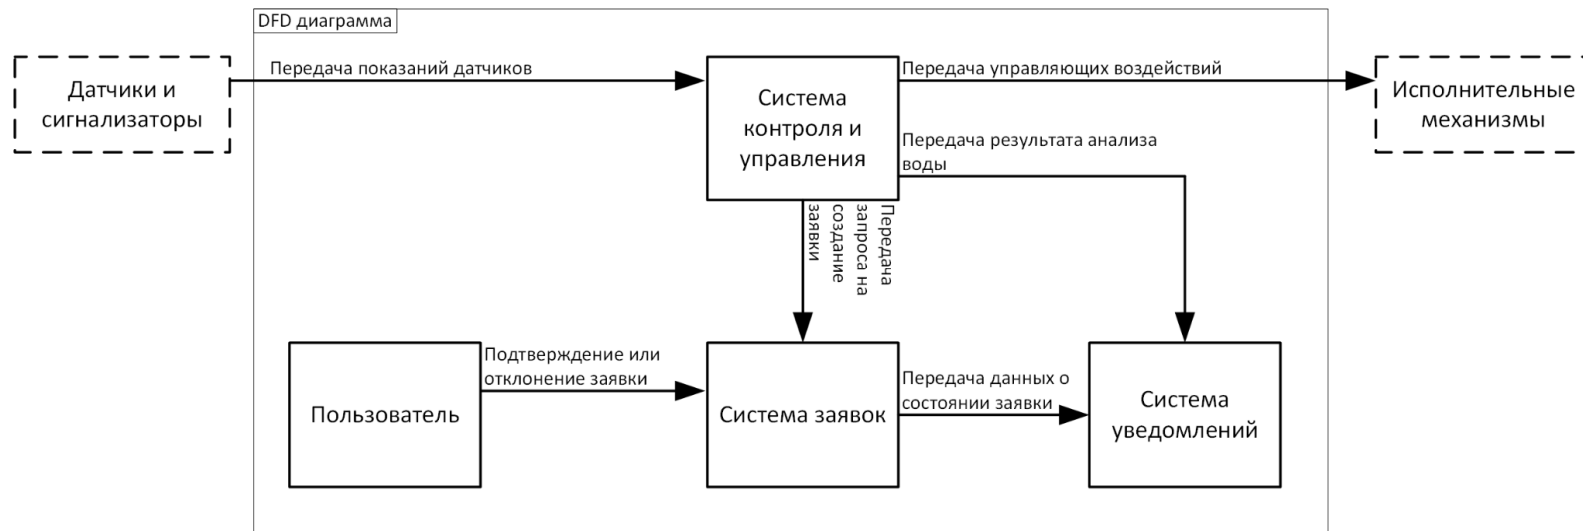 DFD диаграмма
Датчики и
сигнализаторы
Передача показаний датчиков
Система
контроля и
управления
Передача управляющих воздействий
Исполнительные
механизмы
Передача результата анализа
воды
Передача
запроса на
создание
заявки
Пользователь
Подтверждение или
отклонение заявки
Система заявок
Передача данных о
состоянии заявки
Система
уведомлений